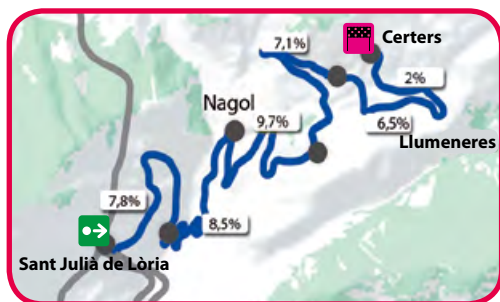 7,1%
Certers
2%
Nagol
9,7%
6,5%
Llumeneres
7,8%
8,5%
Sant Julià de Lòria